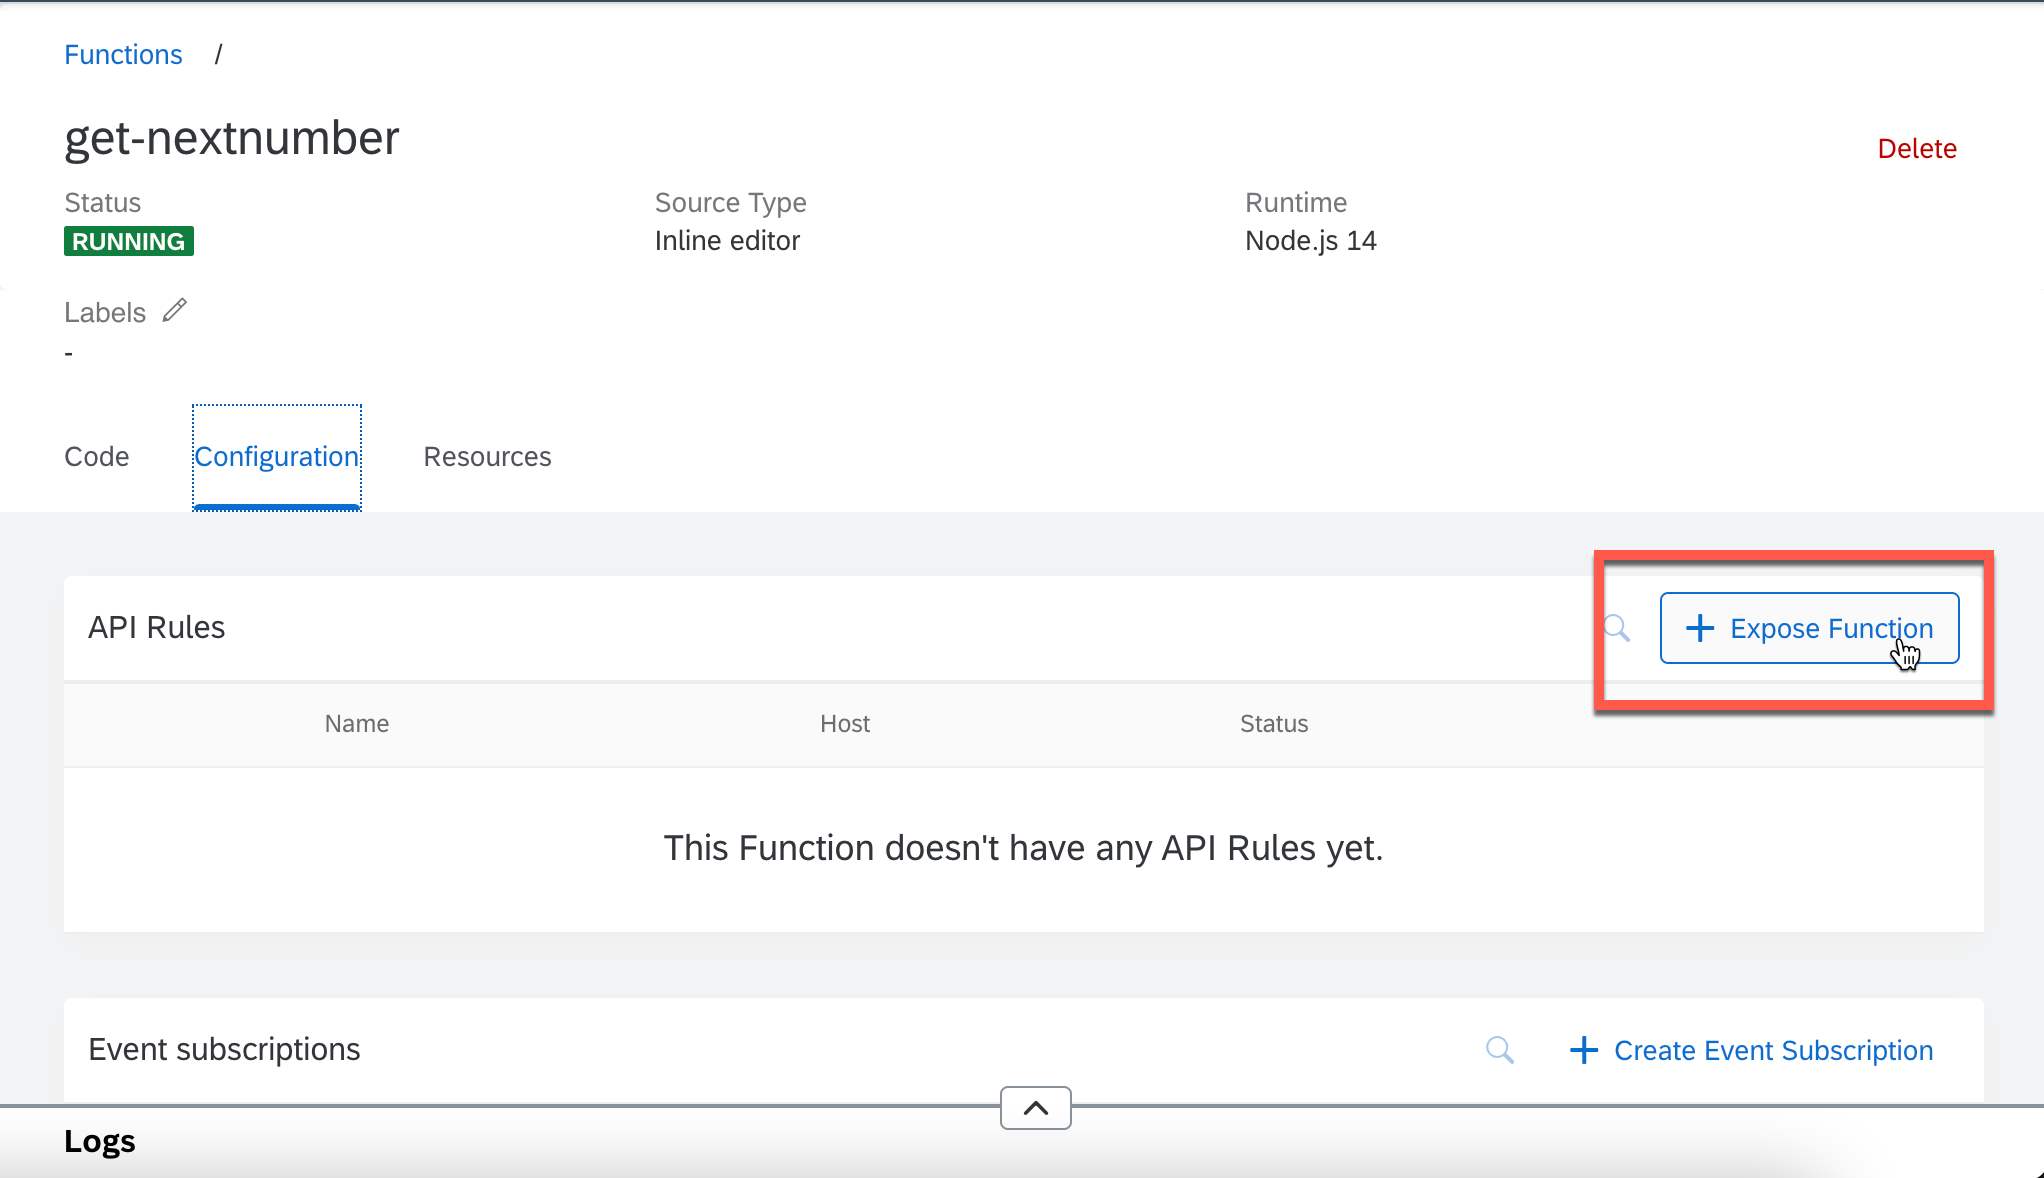 Functions /
get-nextnumber
Delete
Status Source Type Runtime
RUNNING Inline editor Node.js 14
Labels
-
Code Configuration Resources
API Rules + Expose Function
Name Host Status
This Function doesn't have any API Rules yet.
Event subscriptions + Create Event Subscription
Logs